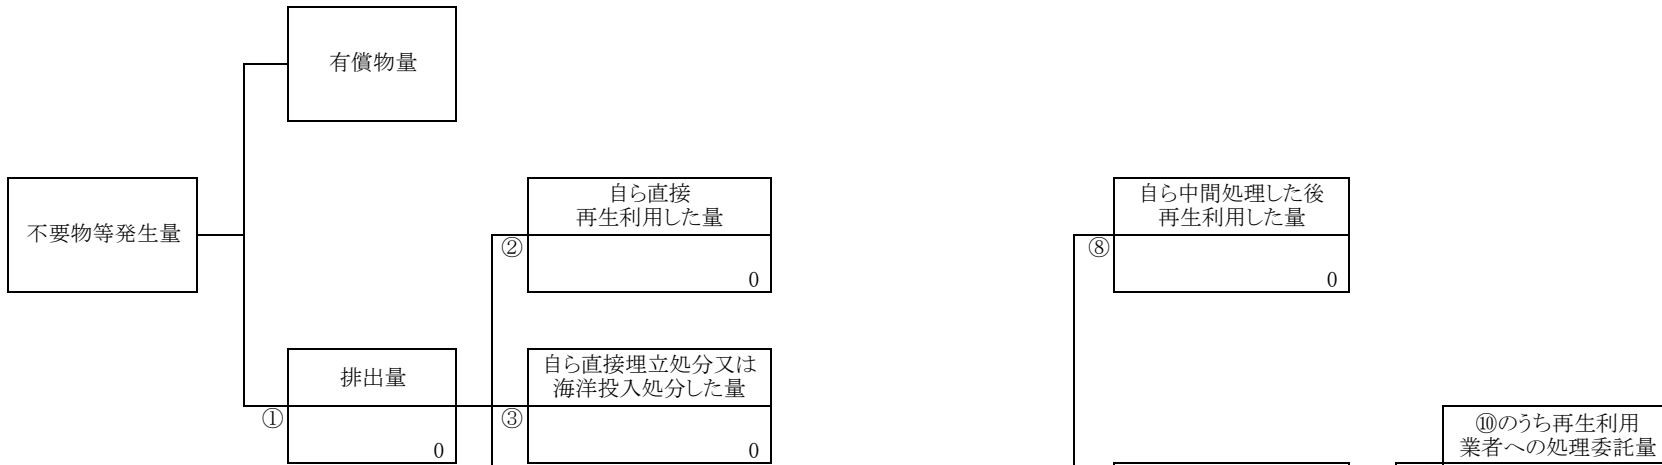 有償物量
不要物等発生量
自ら直接
再生利用した量
②
0
自ら中間処理した後
再生利用した量
⑧
0
排出量
①
0
自ら直接埋立処分又は
海洋投入処分した量
③
0
⑩のうち再生利用
業者への処理委託量